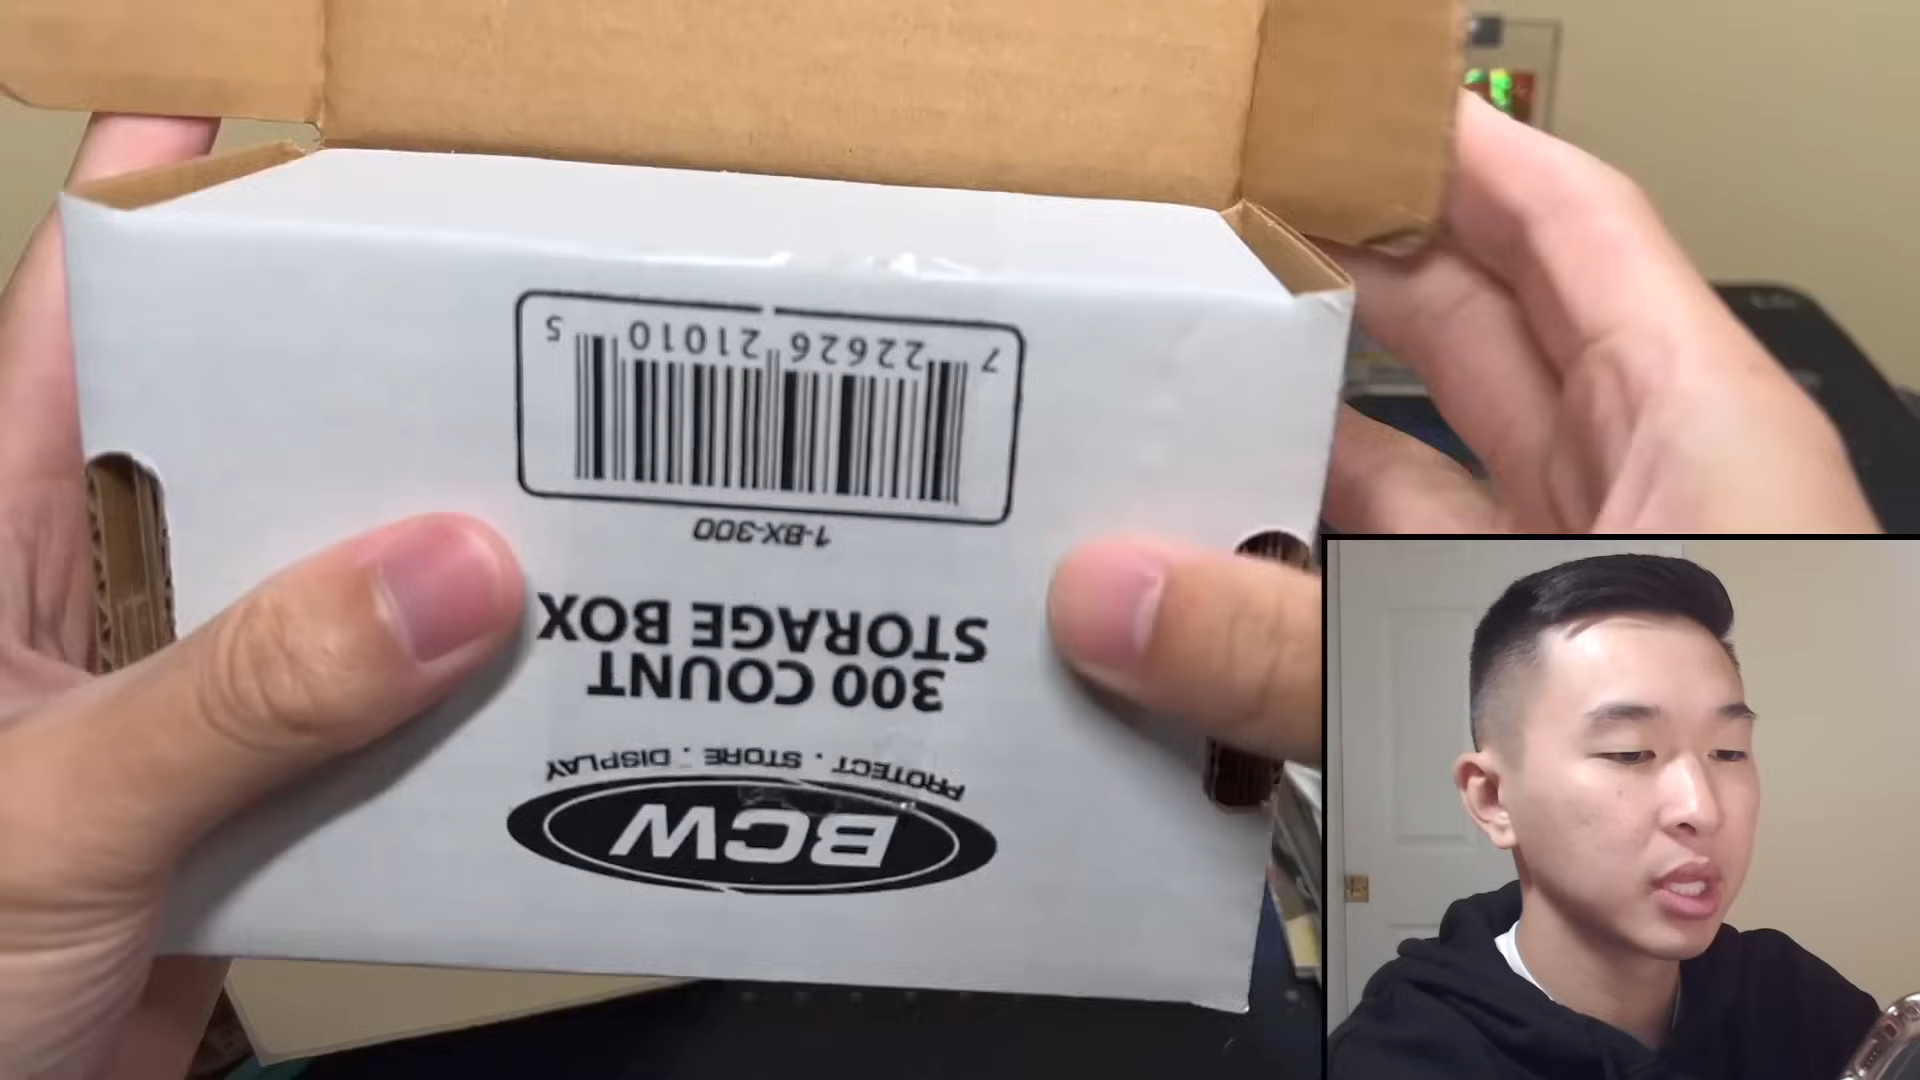 BCW
PROTECT . STORE . DISPLAY
300 COUNT
STORAGE BOX
1-BX-300
7 22626 21010 5